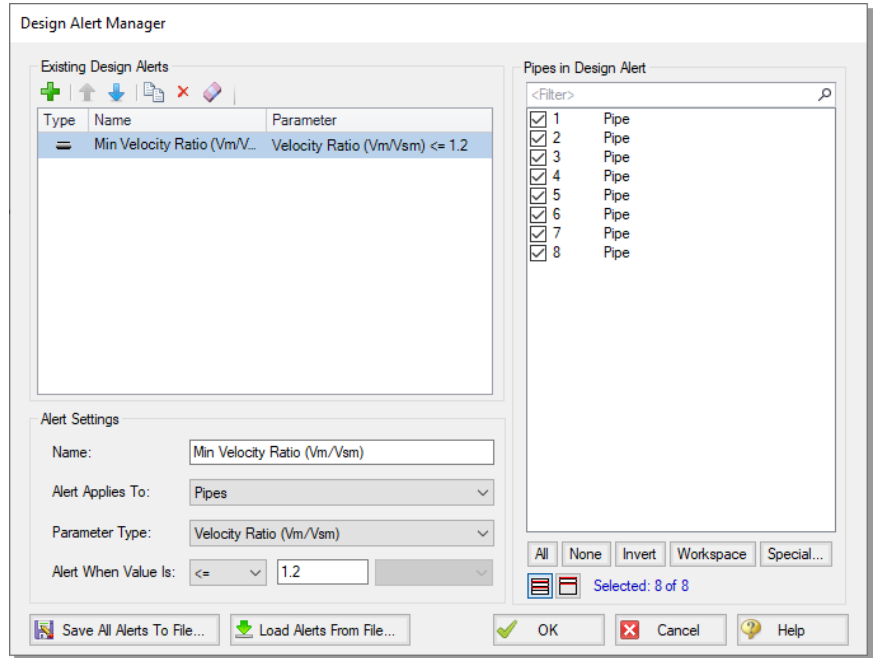 Design Alert Manager
Existing Design Alerts
Type Name Parameter
Min Velocity Ratio (Vm/V... Velocity Ratio (Vm/Vsm) <= 1.2
Alert Settings
Name: Min Velocity Ratio (Vm/Vsm)
Alert Applies To: Pipes
Parameter Type: Velocity Ratio (Vm/Vsm)
Alert When Value Is: <= 1.2
Pipes in Design Alert
<Filter>
1 Pipe
2 Pipe
3 Pipe
4 Pipe
5 Pipe
6 Pipe
7 Pipe
8 Pipe
All None Invert Workspace Special...
Selected: 8 of 8
Save All Alerts To File... Load Alerts From File... OK Cancel Help